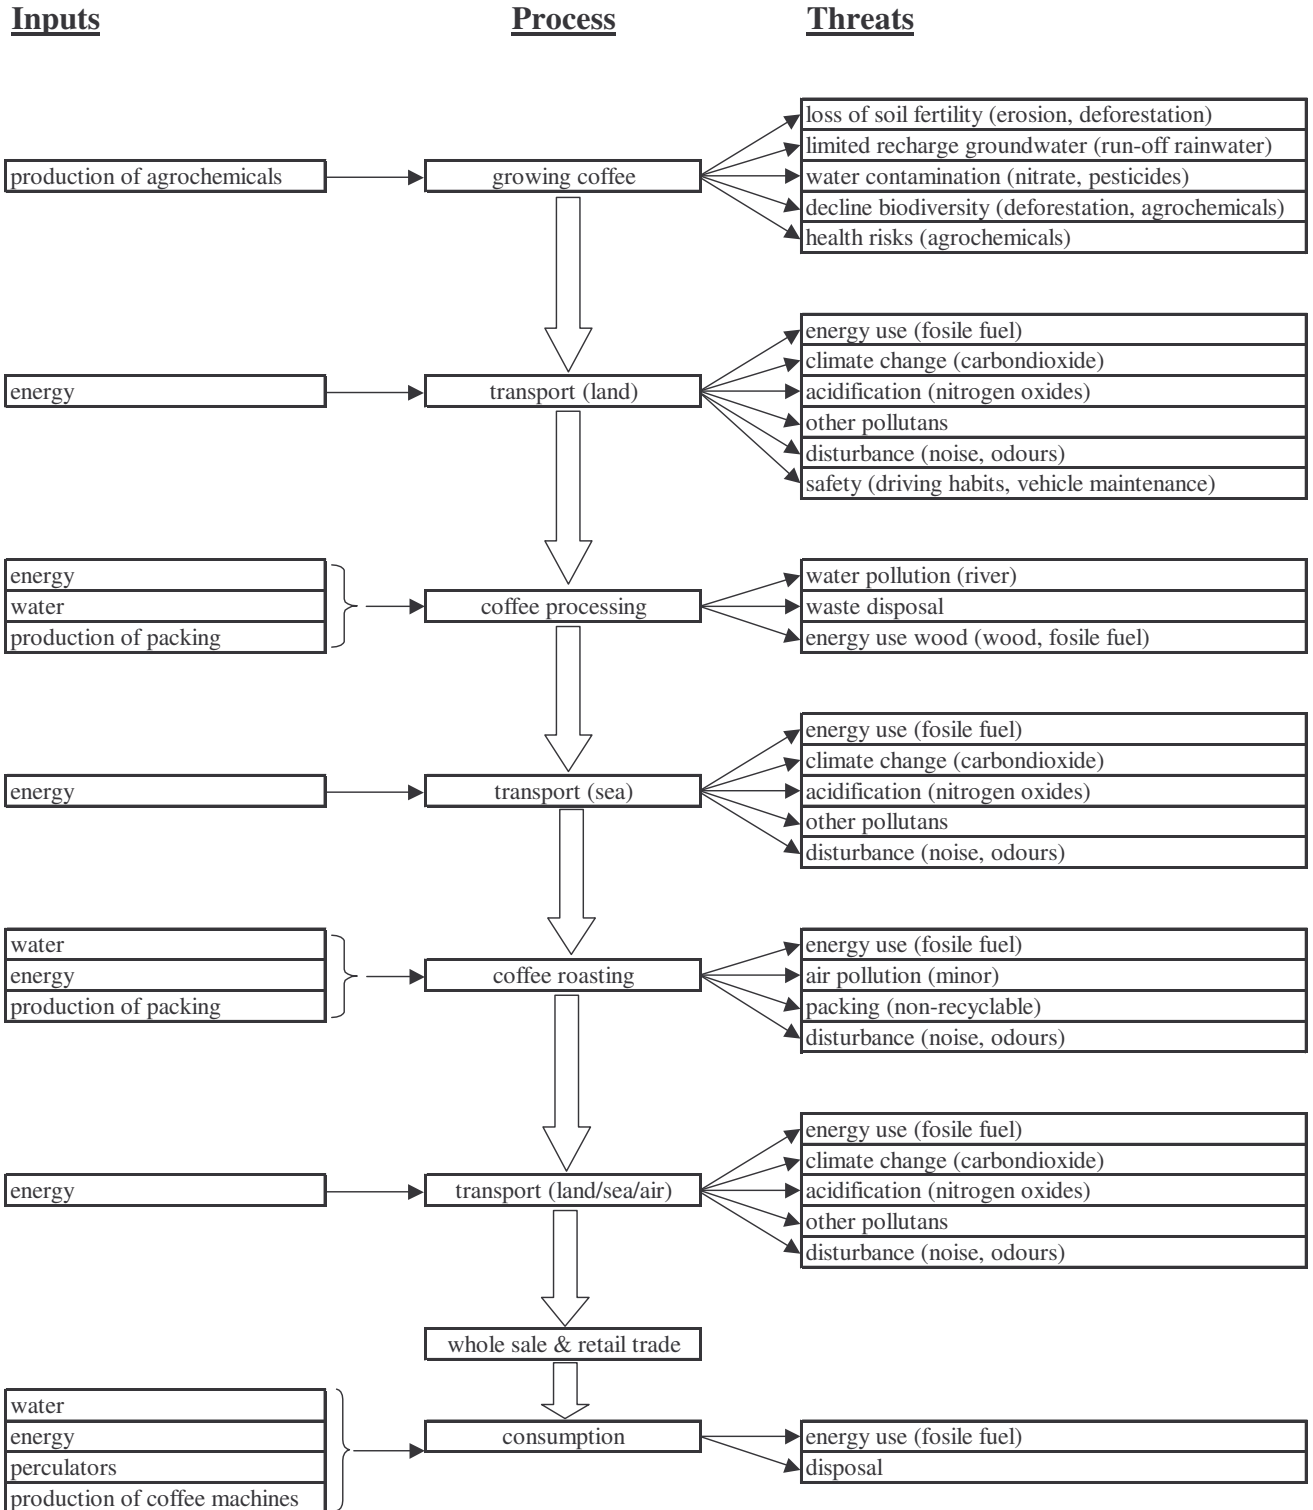 Inputs Process Threats
loss of soil fertility (erosion, deforestation)
limited recharge groundwater (run-off rainwater)
production of agrochemicals growing coffee water contamination (nitrate, pesticides)
decline biodiversity (deforestation, agrochemicals)
health risks (agrochemicals)
energy use (fosile fuel)
climate change (carbondioxide)
energy transport (land) acidification (nitrogen oxides)
other pollutans
disturbance (noise, odours)
safety (driving habits, vehicle maintenance)
energy water pollution (river)
water coffee processing waste disposal
production of packing energy use wood (wood, fosile fuel)
energy use (fosile fuel)
climate change (carbondioxide)
energy transport (sea) acidification (nitrogen oxides)
other pollutans
disturbance (noise, odours)
water energy use (fosile fuel)
energy coffee roasting air pollution (minor)
production of packing packing (non-recyclable)
disturbance (noise, odours)
energy use (fosile fuel)
climate change (carbondioxide)
energy transport (land/sea/air) acidification (nitrogen oxides)
other pollutans
disturbance (noise, odours)
whole sale & retail trade
water
energy consumption energy use (fosile fuel)
perculators disposal
production of coffee machines